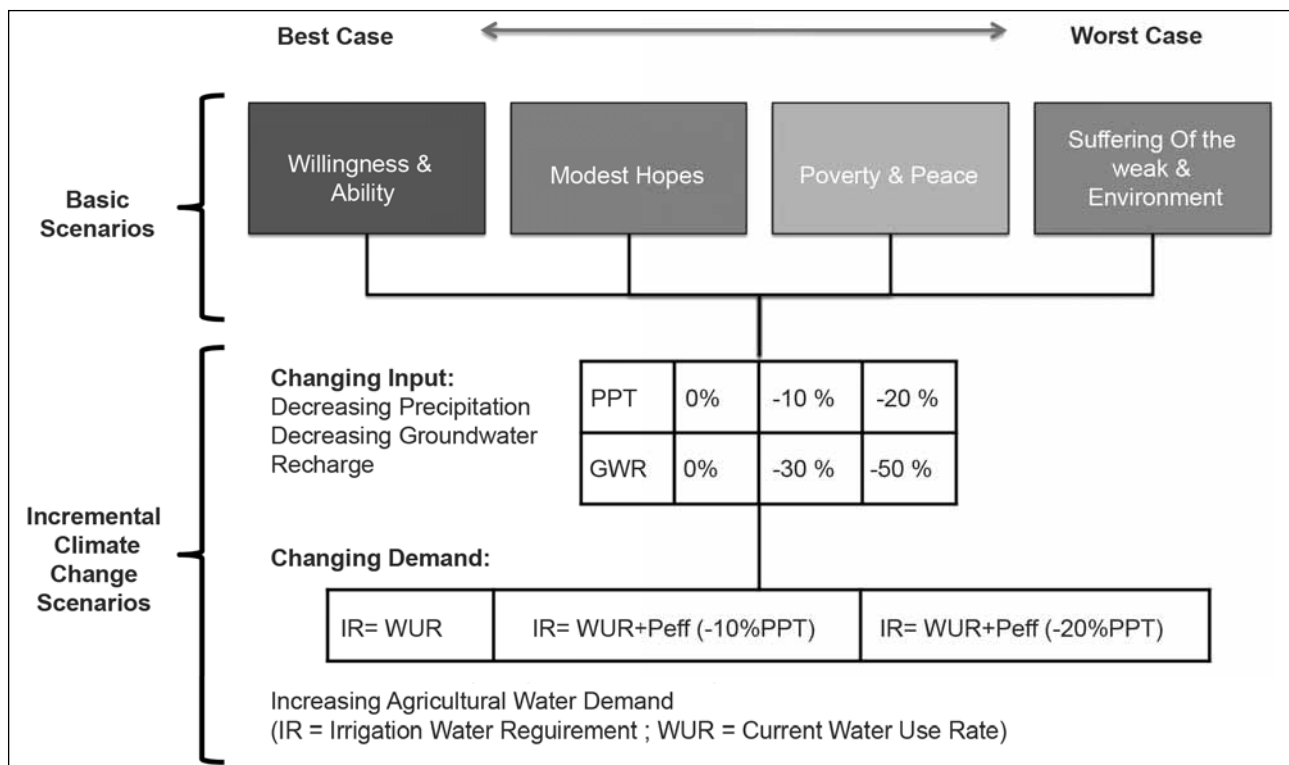 Best Case
Worst Case
Basic
Scenarios
Willingness &
Ability
Modest Hopes
Poverty & Peace
Suffering Of the
weak &
Environment
Incremental
Climate
Change
Scenarios
Changing Input:
Decreasing Precipitation
Decreasing Groundwater
Recharge
PPT 0% -10 % -20 %
GWR 0% -30 % -50 %
Changing Demand:
IR= WUR IR= WUR+Peff (-10%PPT) IR= WUR+Peff (-20%PPT)
Increasing Agricultural Water Demand
(IR = Irrigation Water Reguirement ; WUR = Current Water Use Rate)